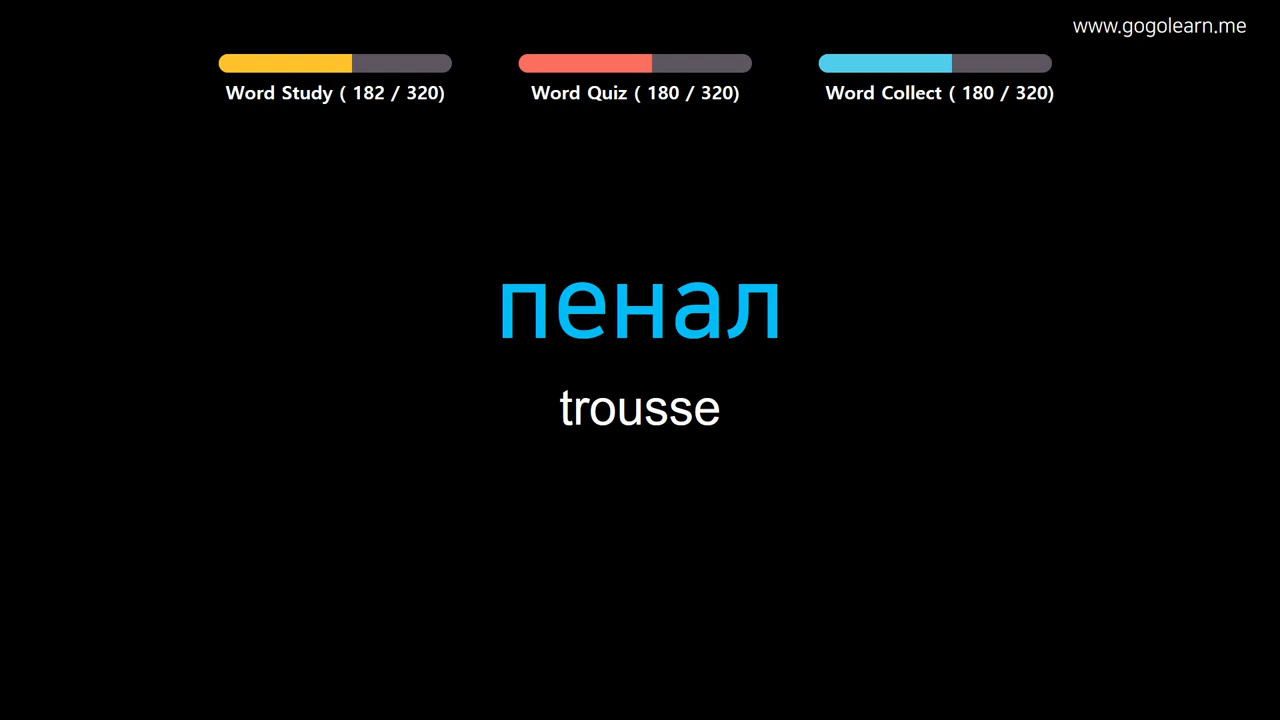 www.gogolearn.me
Word Study ( 182 / 320)
Word Quiz ( 180 / 320)
Word Collect ( 180 / 320)
пенал
trousse